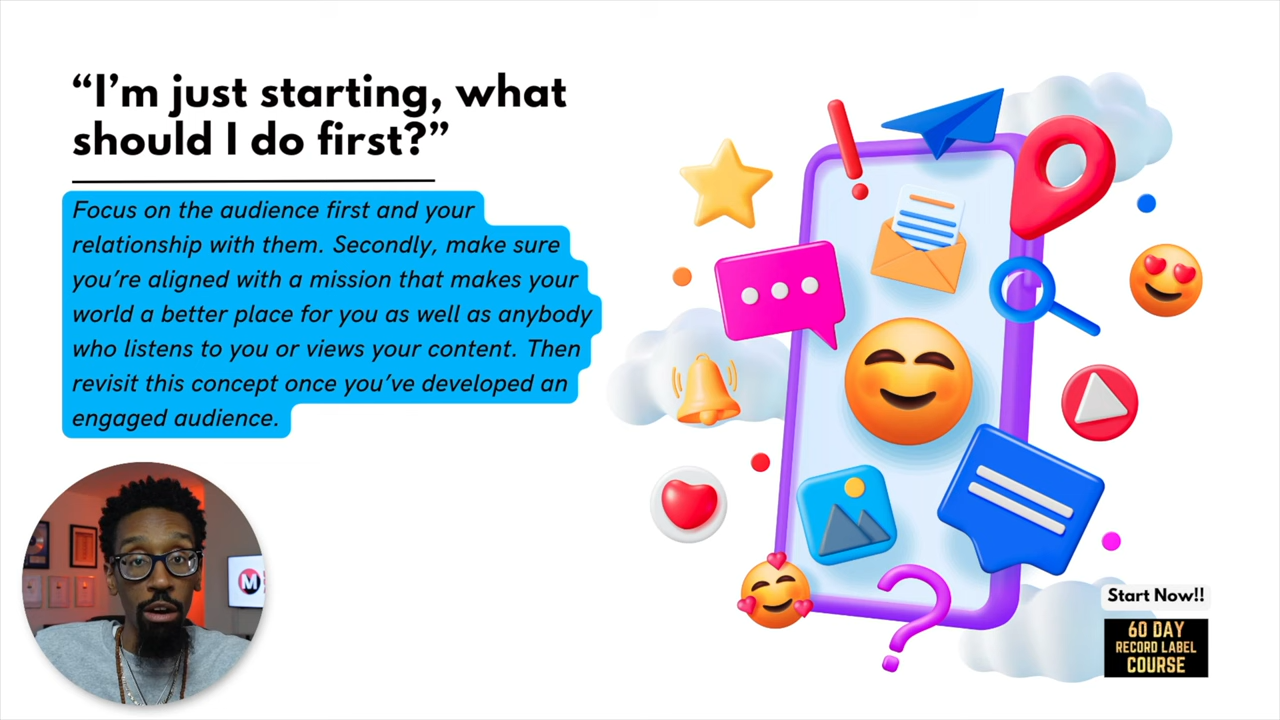 “I’m just starting, what
should I do first?”
Focus on the audience first and your
relationship with them. Secondly, make sure
you’re aligned with a mission that makes your
world a better place for you as well as anybody
who listens to you or views your content. Then
revisit this concept once you’ve developed an
engaged audience.
M
Start Now!!
60 DAY
RECORD LABEL
COURSE